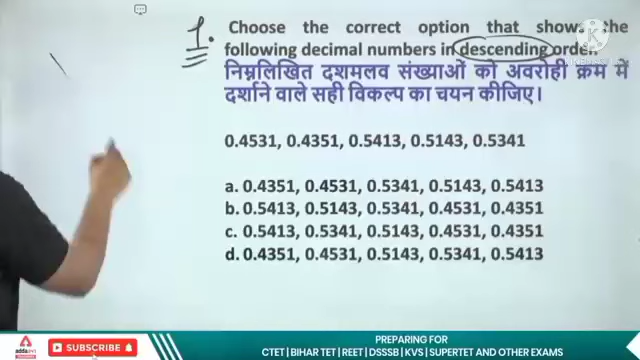 1. Choose the correct option that shows the
following decimal numbers in descending order.
निम्नलिखित दशमलव संख्याओं को अवरोही क्रम में
दर्शाने वाले सही विकल्प का चयन कीजिए।
0.4531, 0.4351, 0.5413, 0.5143, 0.5341
a. 0.4351, 0.4531, 0.5341, 0.5143, 0.5413
b. 0.5413, 0.5143, 0.5341, 0.4531, 0.4351
c. 0.5413, 0.5341, 0.5143, 0.4531, 0.4351
d. 0.4351, 0.4531, 0.5143, 0.5341, 0.5413
adda247
SUBSCRIBE
PREPARING FOR
CTET | BIHAR TET | REET | DSSSB | KVS | SUPERTET AND OTHER EXAMS